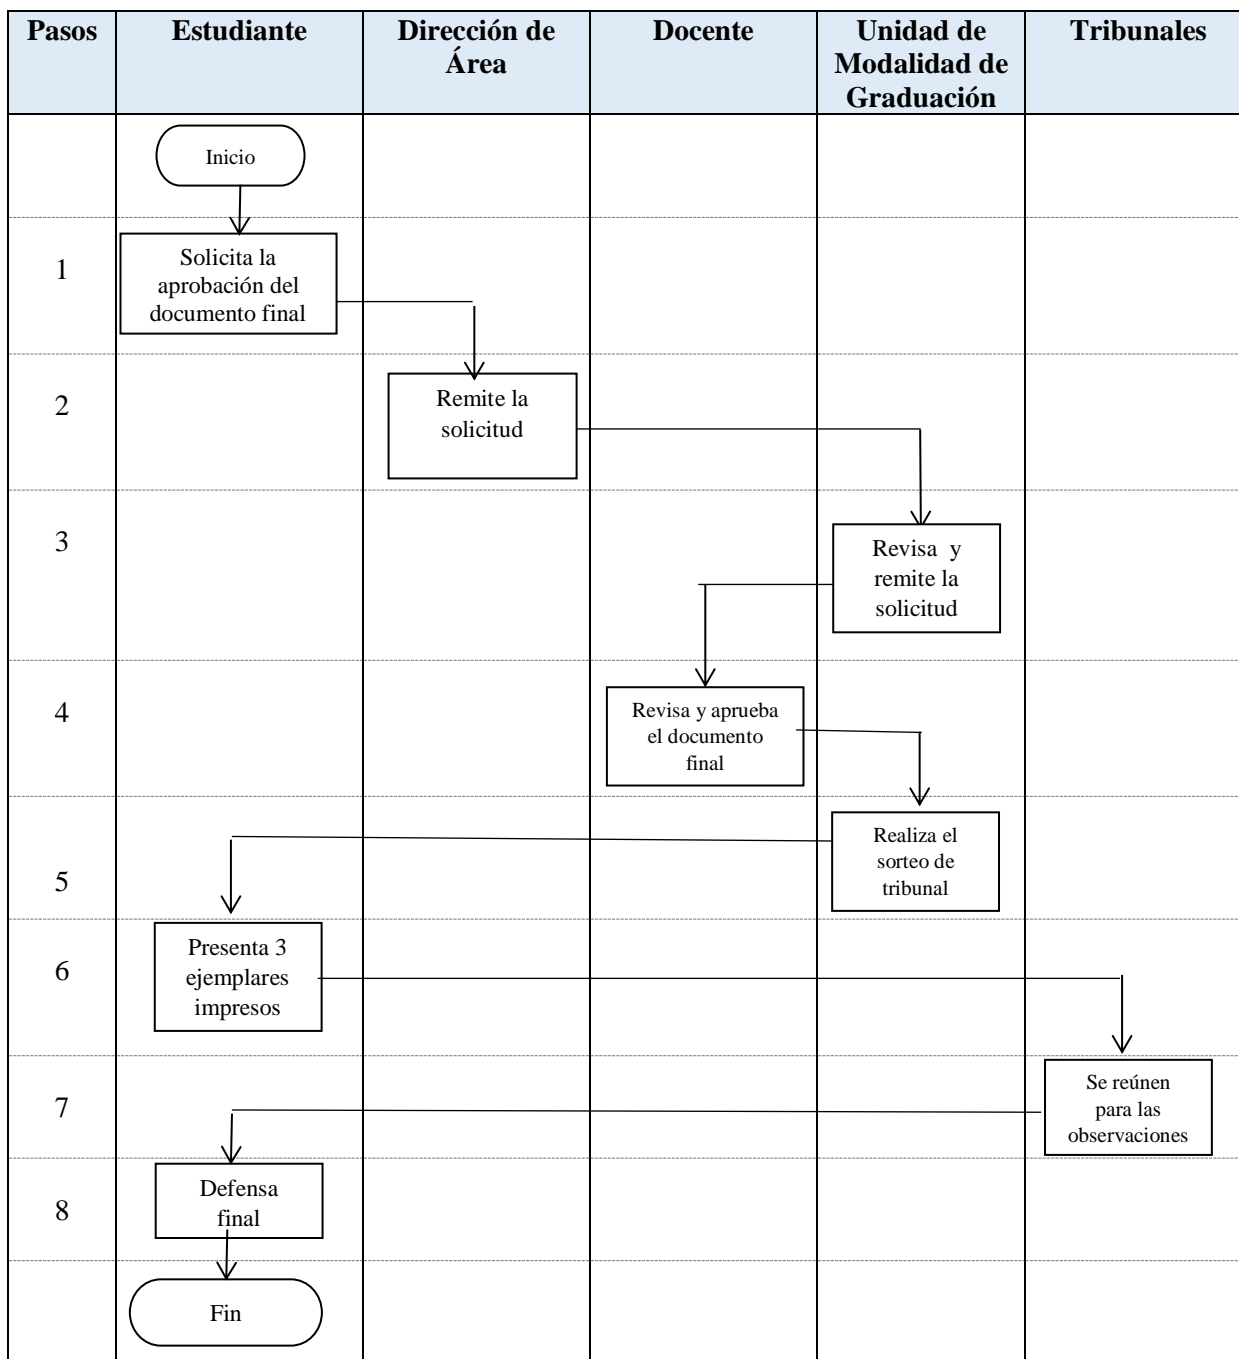 Pasos
Estudiante
Dirección de
Área
Docente
Unidad de
Modalidad de
Graduación
Tribunales
Inicio
1
Solicita la
aprobación del
documento final
2
Remite la
solicitud
3
Revisa y
remite la
solicitud
4
Revisa y aprueba
el documento
final
5
Realiza el
sorteo de
tribunal
6
Presenta 3
ejemplares
impresos
7
Se reúnen
para las
observaciones
8
Defensa
final
Fin